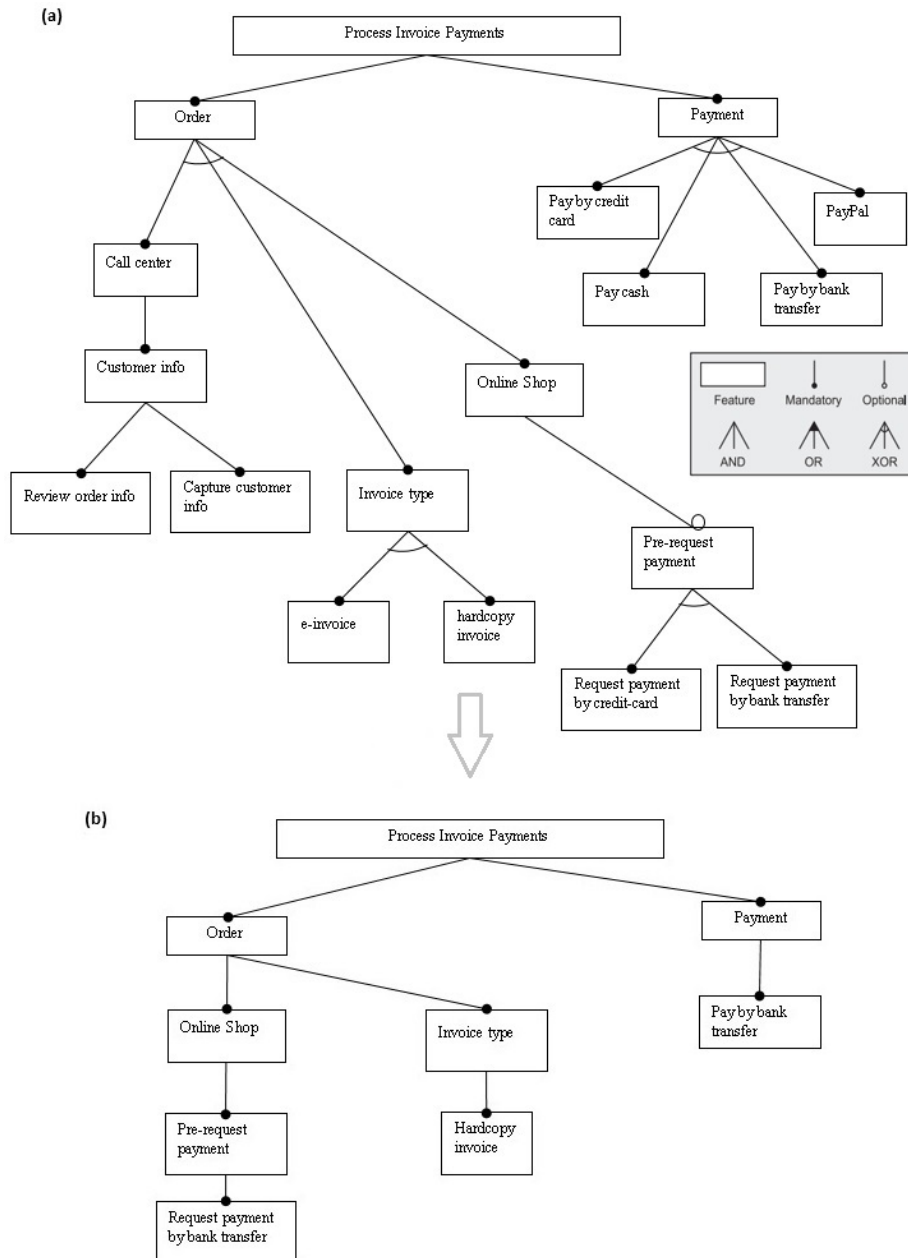 (a)
Process Invoice Payments
Order
Payment
Pay by credit
card
PayPal
Call center
Pay cash
Pay by bank
transfer
Customer info
Online Shop
Feature
Mandatory
Optional
AND
OR
XOR
Review order info
Capture customer
info
Invoice type
Pre-request
payment
e-invoice
hardcopy
invoice
Request payment
by credit-card
Request payment
by bank transfer
(b)
Process Invoice Payments
Order
Payment
Online Shop
Invoice type
Pay by bank
transfer
Pre-request
payment
Hardcopy
invoice
Request payment
by bank transfer